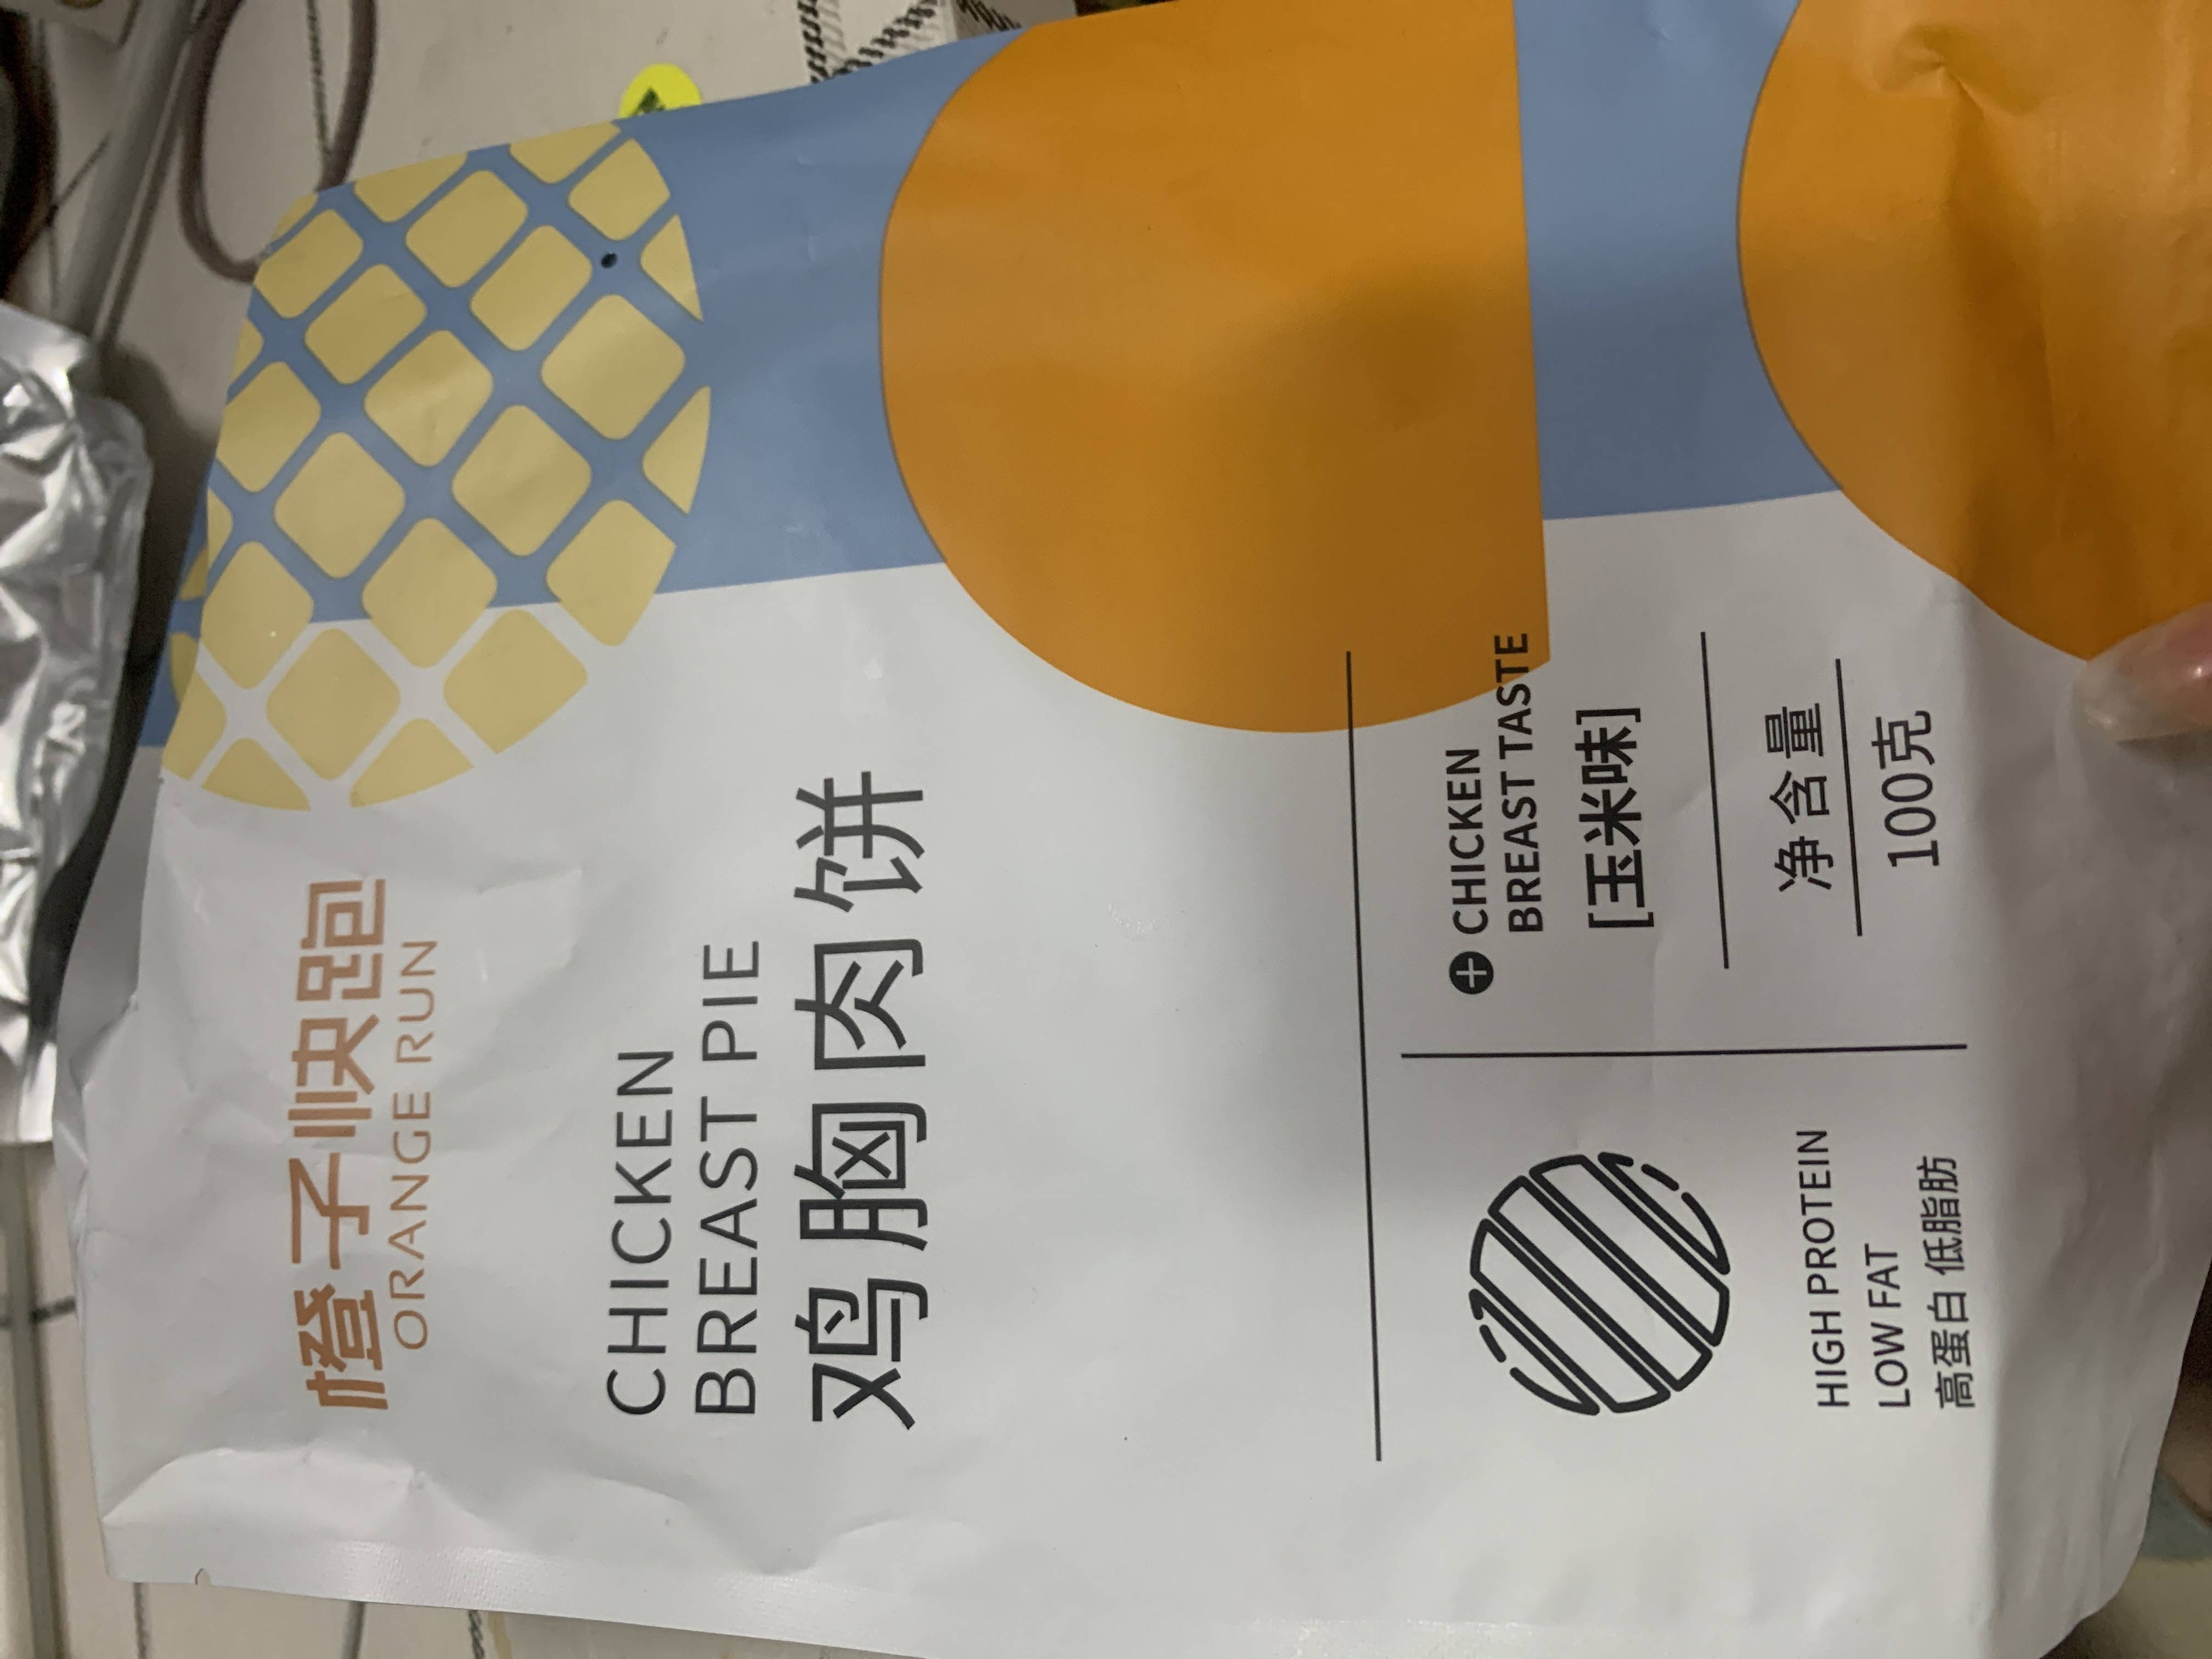 橙子快跑
ORANGE RUN
CHICKEN
BREAST PIE
鸡胸肉饼
CHICKEN
BREAST TASTE
[玉米味]
净含量
100克
HIGH PROTEIN
LOW FAT
高蛋白 低脂肪